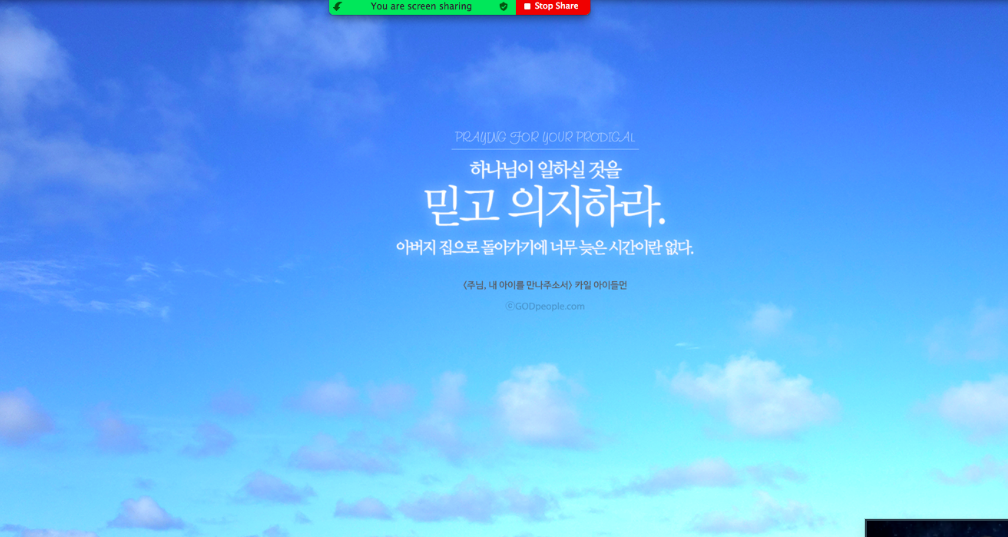 You are screen sharing
Stop Share
PRAYING FOR YOUR PRODIGAL
하나님이 일하실 것을
믿고 의지하라.
아버지 집으로 돌아가기에 너무 늦은 시간이란 없다.
<주님, 내 아이를 만나주소서> 카일 아이들먼
ⓒGODpeople.com